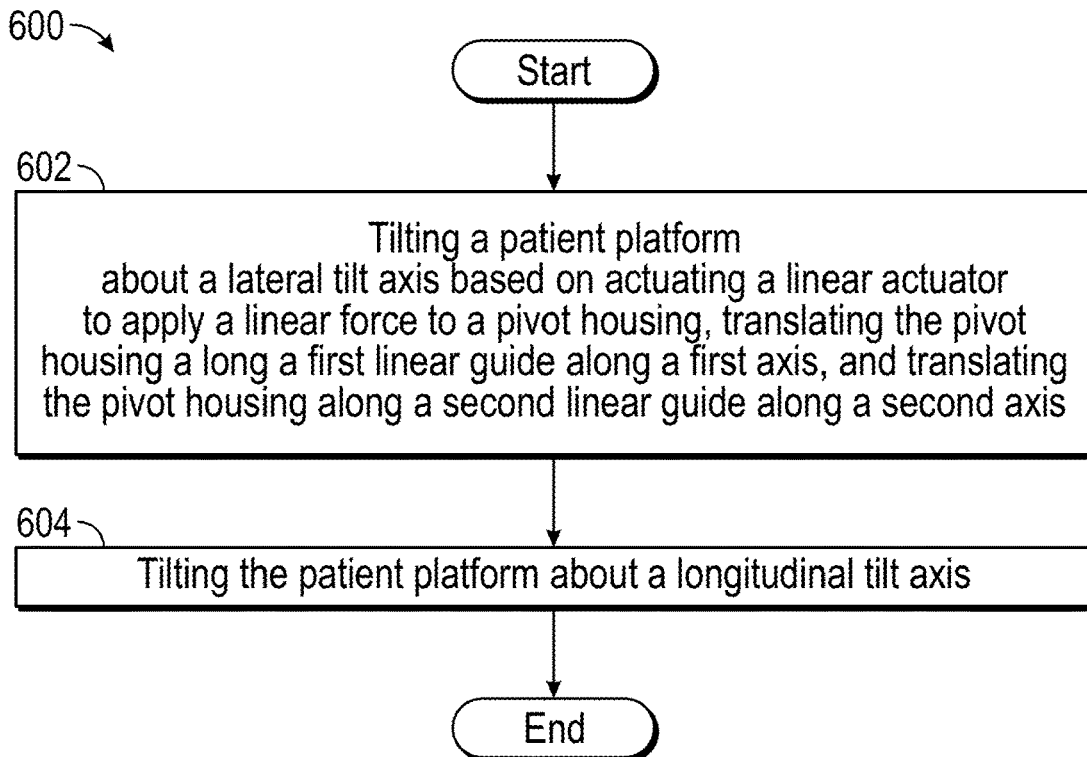 600
Start
602
Tilting a patient platform
about a lateral tilt axis based on actuating a linear actuator
to apply a linear force to a pivot housing, translating the pivot
housing a long a first linear guide along a first axis, and translating
the pivot housing along a second linear guide along a second axis
604
Tilting the patient platform about a longitudinal tilt axis
End